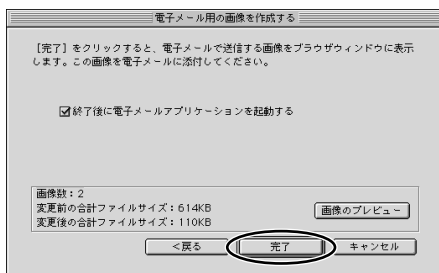 電子メール用の画像を作成する
[完了]をクリックすると、電子メールで送信する画像をブラウザウィンドウに表示
します。この画像を電子メールに添付してください。
終了後に電子メールアプリケーションを起動する
画像数：2
変更前の合計ファイルサイズ：614KB
変更後の合計ファイルサイズ：110KB
画像のプレビュー
<戻る
完了
キャンセル